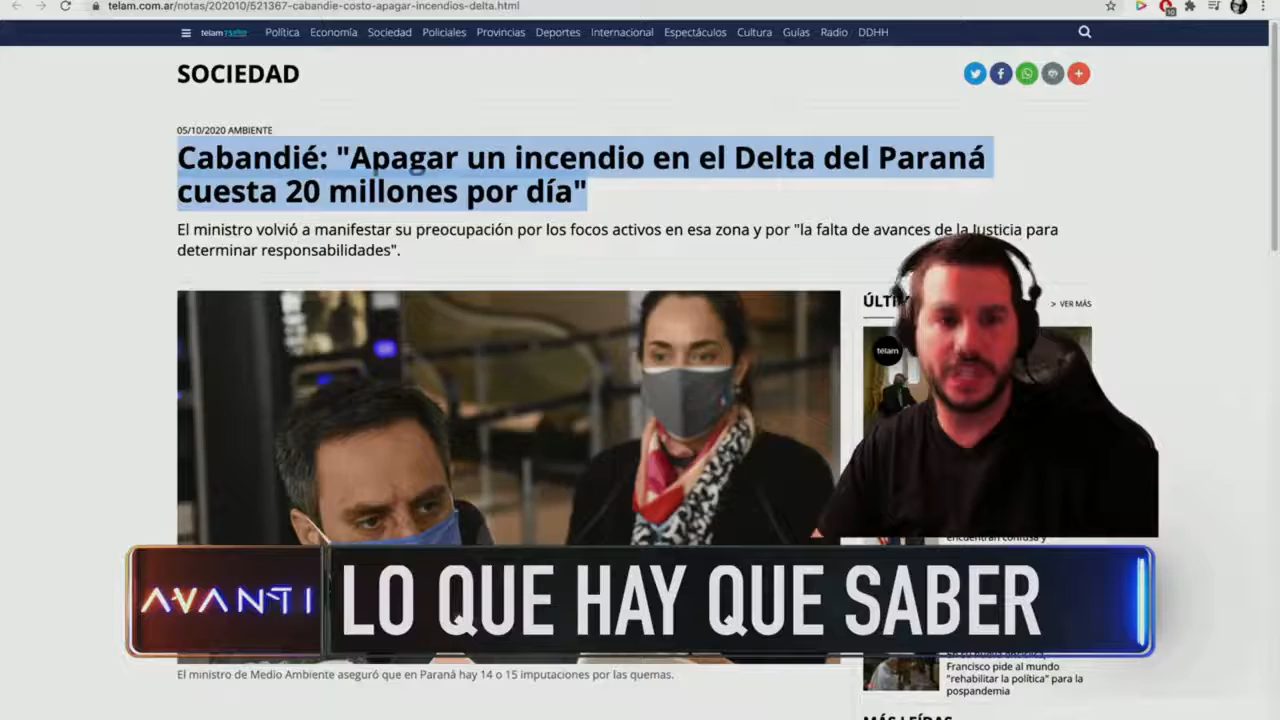 telam.com.ar/notas/202010/521367-cabandie-costo-apagar-incendios-delta.html
10
telam 75años Política Economía Sociedad Policiales Provincias Deportes Internacional Espectáculos Cultura Guías Radio DDHH
SOCIEDAD
05/10/2020 AMBIENTE
Cabandié: "Apagar un incendio en el Delta del Paraná
cuesta 20 millones por día"
El ministro volvió a manifestar su preocupación por los focos activos en esa zona y por "la falta de avances de la Justicia para
determinar responsabilidades".
> VER MÁS
télam
AVANTI LO QUE HAY QUE SABER
El ministro de Medio Ambiente aseguró que en Paraná hay 14 o 15 imputaciones por las quemas.
Francisco pide al mundo
"rehabilitar la política" para la
pospandemia
MÁS LEÍDAS